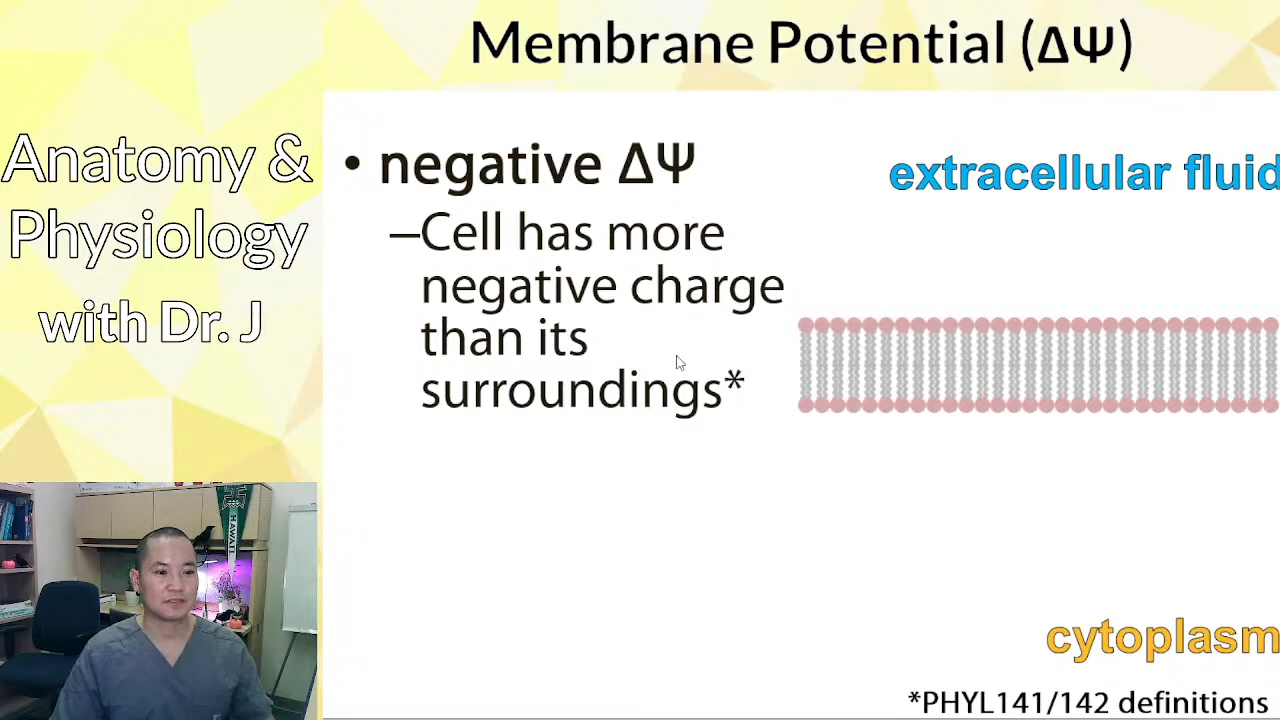 Membrane Potential (ΔΨ)
Anatomy &
Physiology
with Dr. J
• negative ΔΨ
–Cell has more
negative charge
than its
surroundings*
extracellular fluid
cytoplasm
*PHYL141/142 definitions
HAWAII